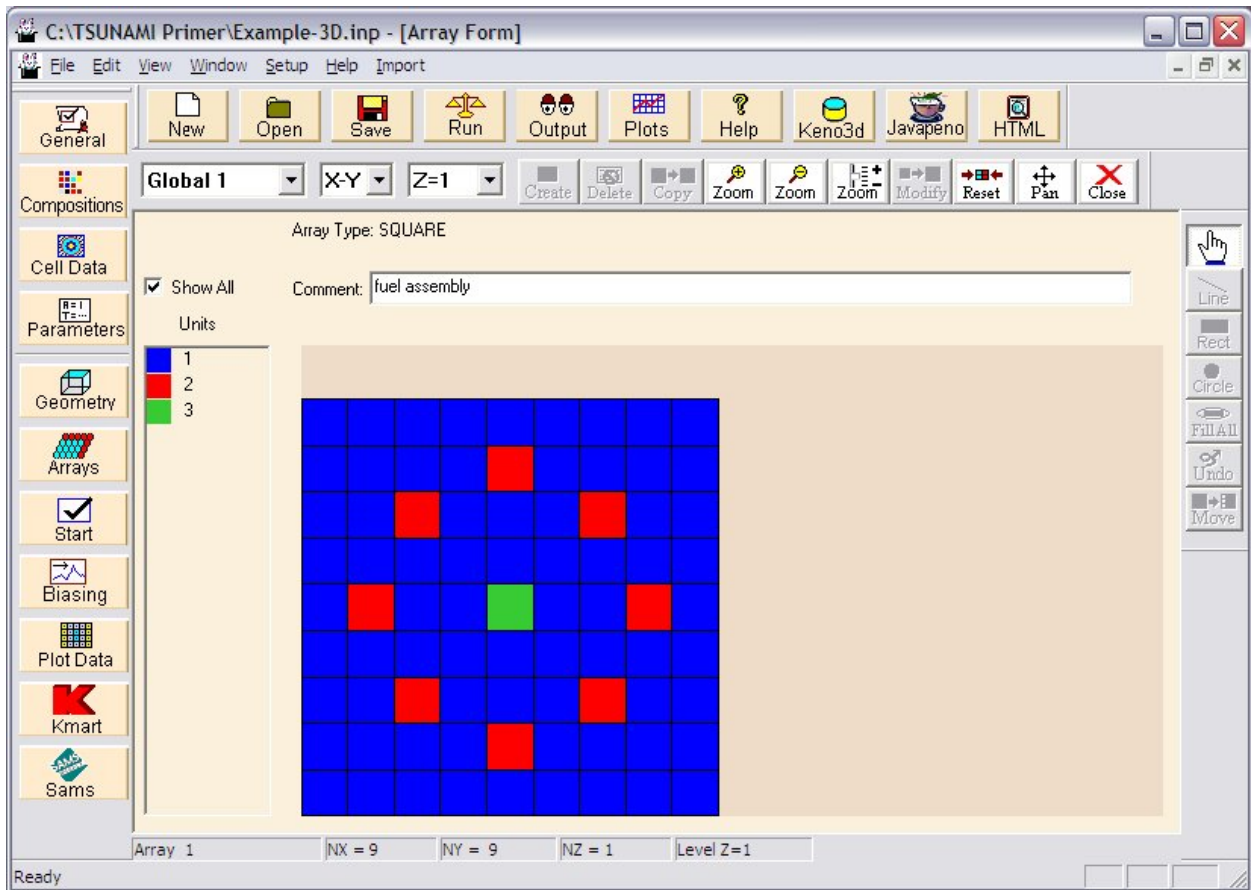 C:\TSUNAMI Primer\Example-3D.inp - [Array Form]
File Edit View Window Setup Help Import
General
New Open Save Run Output Plots Help Keno3d Javapeno HTML
Compositions
Global 1 X-Y Z=1 Create Delete Copy Zoom Zoom Zoom Modify Reset Pan Close
Array Type: SQUARE
Cell Data
Show All Comment: fuel assembly
Parameters
Units
1
2
3
Geometry
Arrays
Start
Biasing
Plot Data
Kmart
SAMS
Sams
Line
Rect
Circle
Fill All
Undo
Move
Array 1 NX = 9 NY = 9 NZ = 1 Level Z=1
Ready